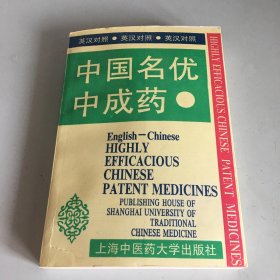 英汉对照·英汉对照·英汉对照
中国名优
中成药
English—Chinese
HIGHLY
EFFICACIOUS
CHINESE
PATENT MEDICINES
PUBLISHING HOUSE OF
SHANGHAI UNIVERSITY OF
TRADITIONAL
CHINESE MEDICINE
上海中医药大学出版社
HIGHLY EFFICACIOUS CHINESE PATENT MEDICINES